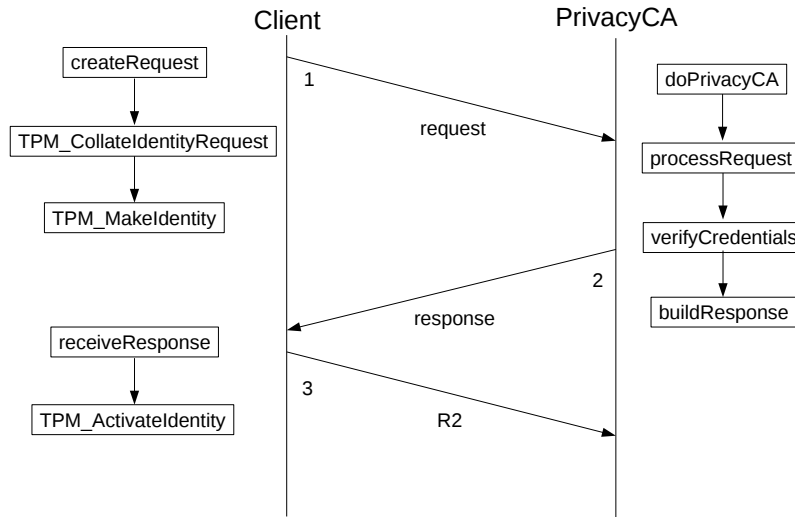 Client
PrivacyCA
createRequest
1
doPrivacyCA
request
TPM_CollateIdentityRequest
processRequest
TPM_MakeIdentity
verifyCredentials
2
response
buildResponse
receiveResponse
3
TPM_ActivateIdentity
R2